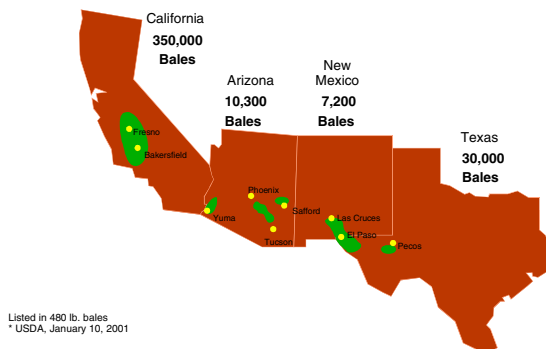 California
350,000
Bales
Arizona
10,300
Bales
New
Mexico
7,200
Bales
Texas
30,000
Bales
Fresno
Bakersfield
Phoenix
Safford
Yuma
Tucson
Las Cruces
El Paso
Pecos
Listed in 480 lb. bales
* USDA, January 10, 2001